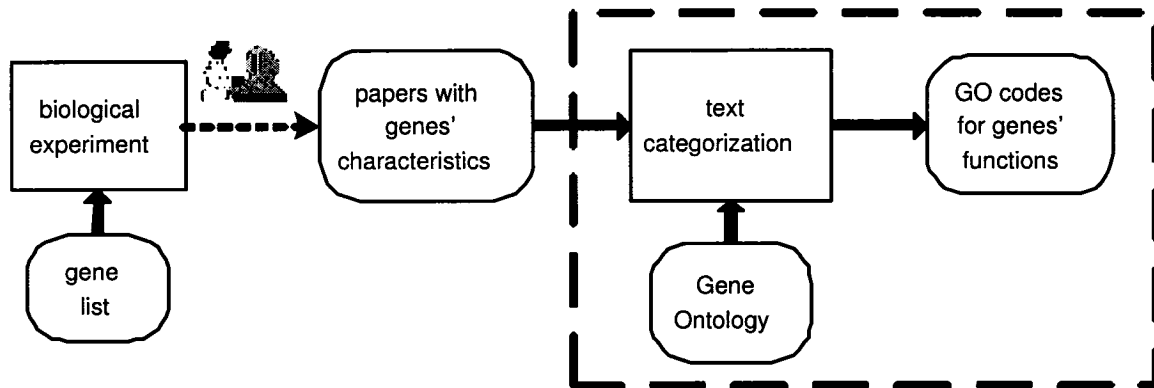 biological
experiment
papers with
genes'
characteristics
text
categorization
GO codes
for genes'
functions
gene
list
Gene
Ontology